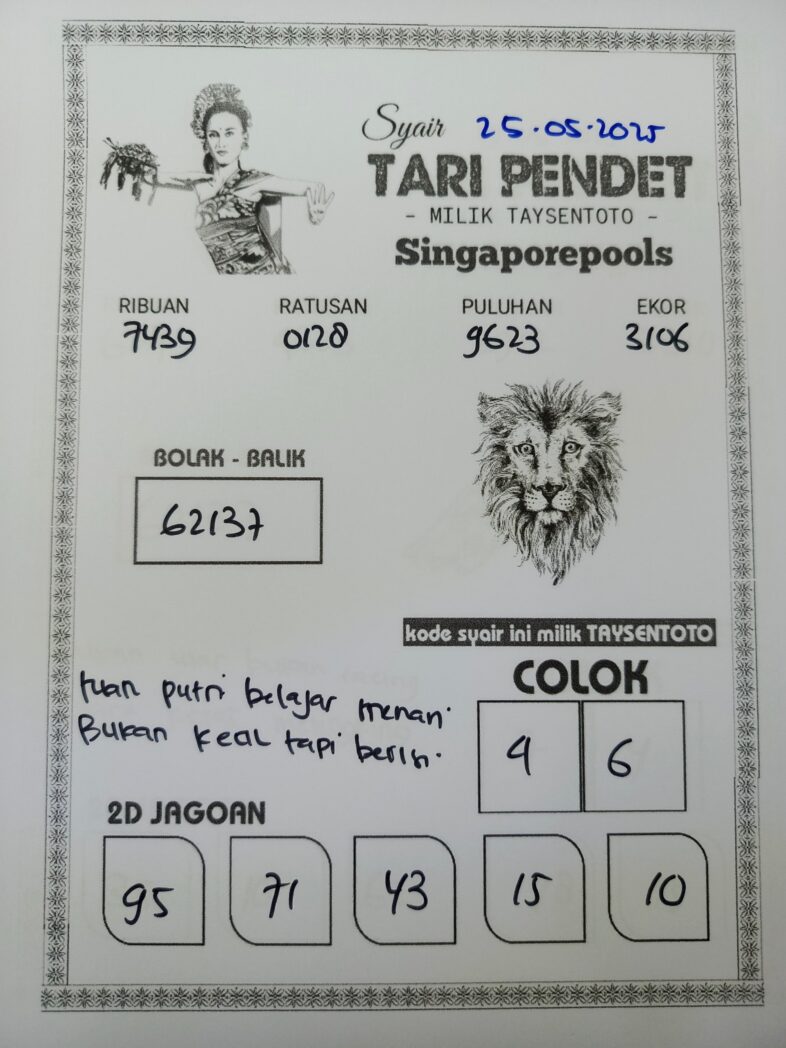 Syair 25.05.2025
TARI PENDET
- MILIK TAYSENTOTO -
Singaporepools
RIBUAN RATUSAN PULUHAN EKOR
7439 0128 9623 3106
BOLAK - BALIK
62137
kode syair ini milik TAYSENTOTO
COLOK
9 6
tuan putri belajar menari
Bukan kecil tapi berisi.
2D JAGOAN
95 71 43 15 10